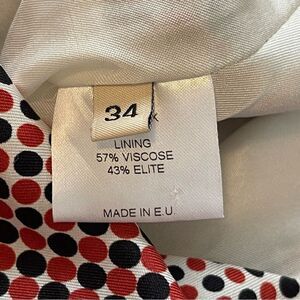 34
LINING
57% VISCOSE
43% ELITE
MADE IN E.U.